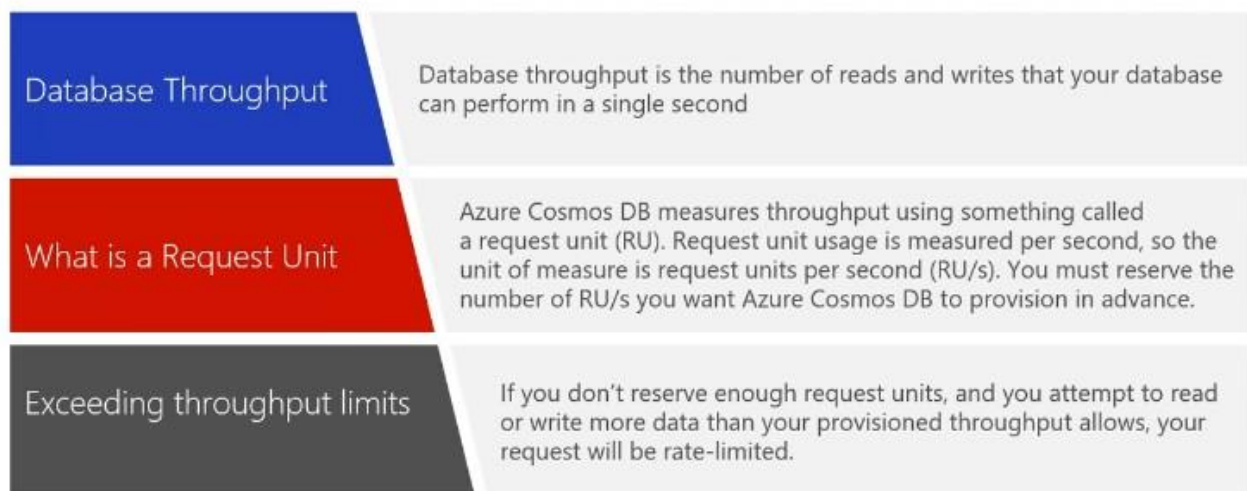 Database Throughput
Database throughput is the number of reads and writes that your database
can perform in a single second
What is a Request Unit
Azure Cosmos DB measures throughput using something called
a request unit (RU). Request unit usage is measured per second, so the
unit of measure is request units per second (RU/s). You must reserve the
number of RU/s you want Azure Cosmos DB to provision in advance.
Exceeding throughput limits
If you don't reserve enough request units, and you attempt to read
or write more data than your provisioned throughput allows, your
request will be rate-limited.